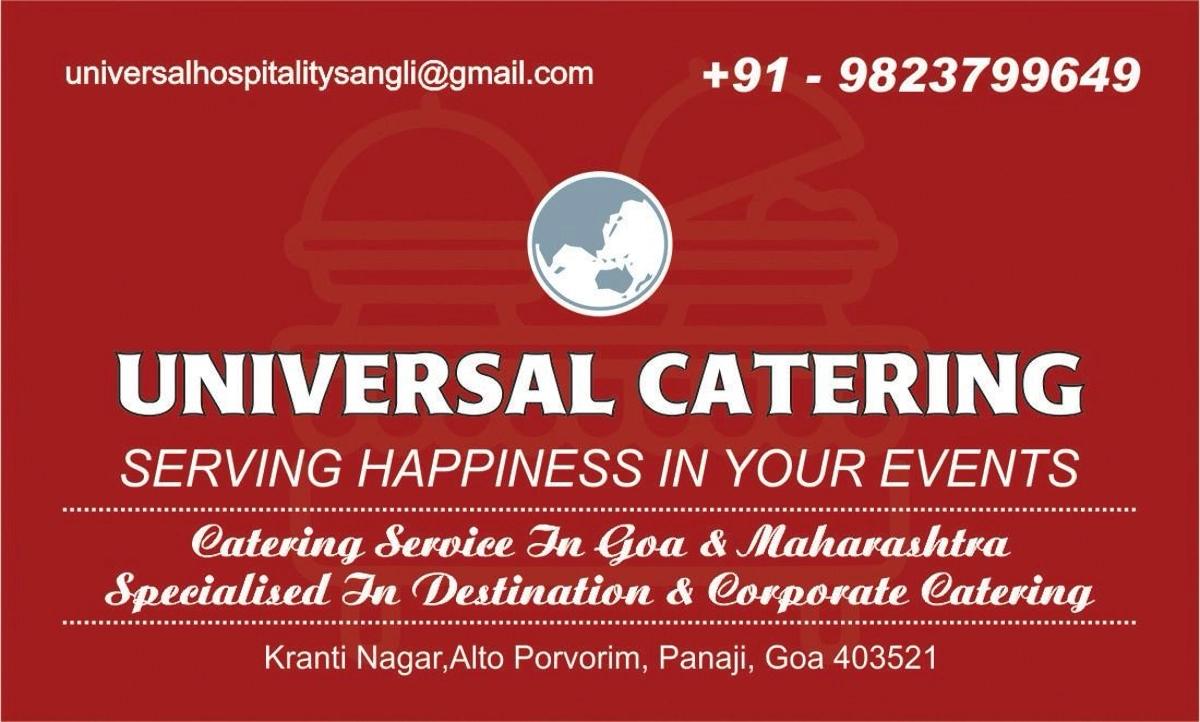 universalhospitalitysangli@gmail.com
+91 - 9823799649
UNIVERSAL CATERING
SERVING HAPPINESS IN YOUR EVENTS
Catering Service In Goa & Maharashtra
Specialised In Destination & Corporate Catering
Kranti Nagar,Alto Porvorim, Panaji, Goa 403521